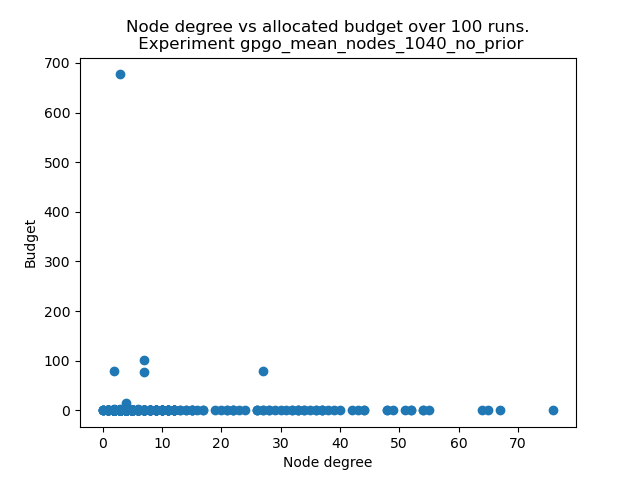 Node degree vs allocated budget over 100 runs.
Experiment gpgo_mean_nodes_1040_no_prior
700
600
500
400
300
200
100
0
Budget
0 10 20 30 40 50 60 70
Node degree